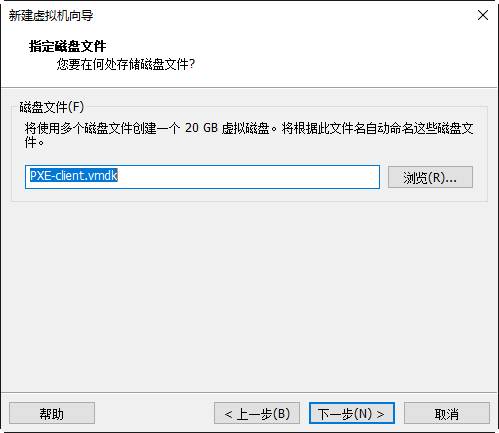 新建虚拟机向导
指定磁盘文件
您要在何处存储磁盘文件?
磁盘文件(F)
将使用多个磁盘文件创建一个 20 GB 虚拟磁盘。将根据此文件名自动命名这些磁盘文
件。
PXE-client.vmdk
浏览(R)...
帮助
< 上一步(B)
下一步(N) >
取消